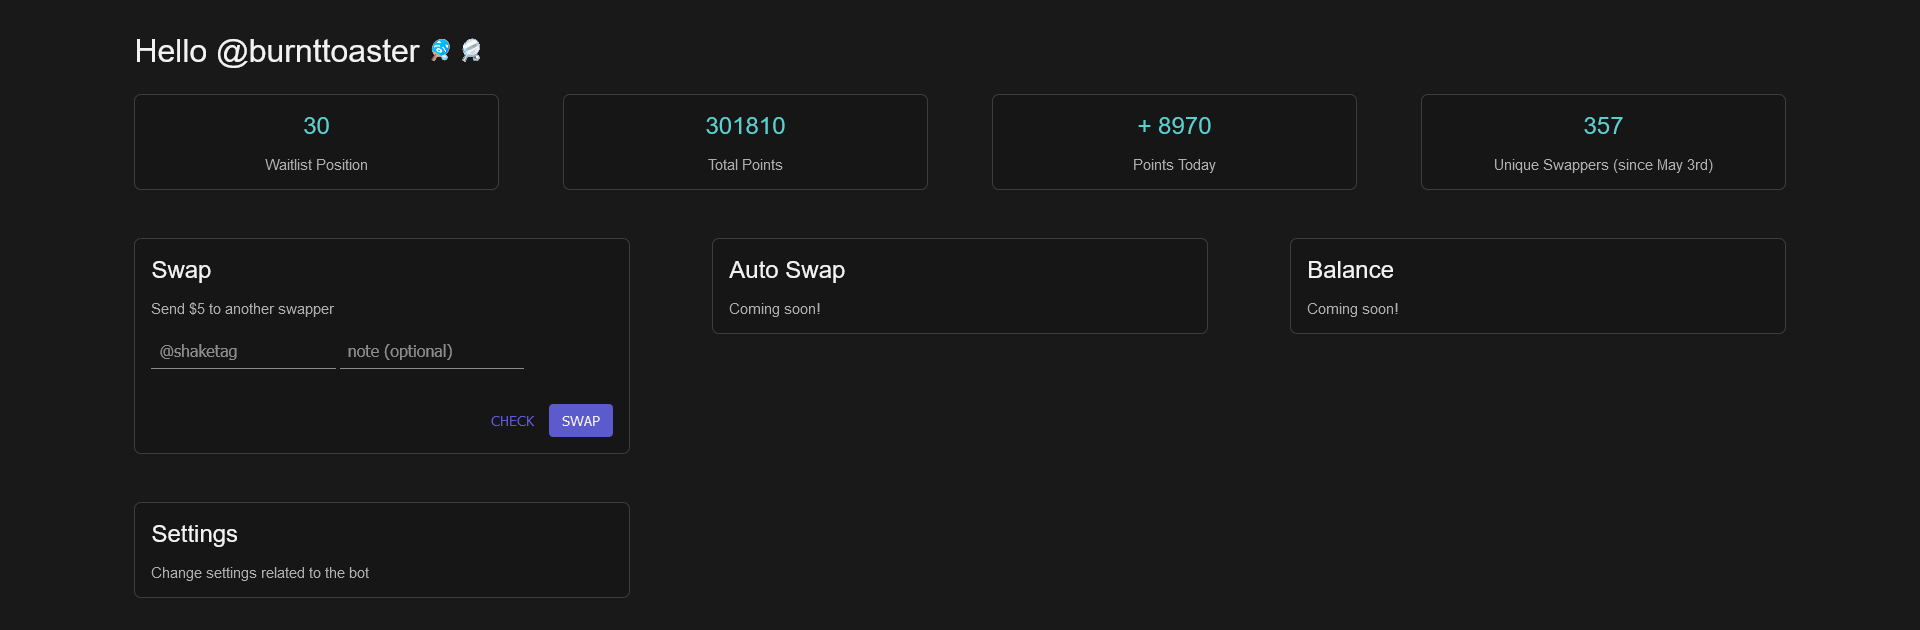 Hello @burnttoaster
30
Waitlist Position
301810
Total Points
+ 8970
Points Today
357
Unique Swappers (since May 3rd)
Swap
Send $5 to another swapper
@shaketag
note (optional)
CHECK
SWAP
Auto Swap
Coming soon!
Balance
Coming soon!
Settings
Change settings related to the bot